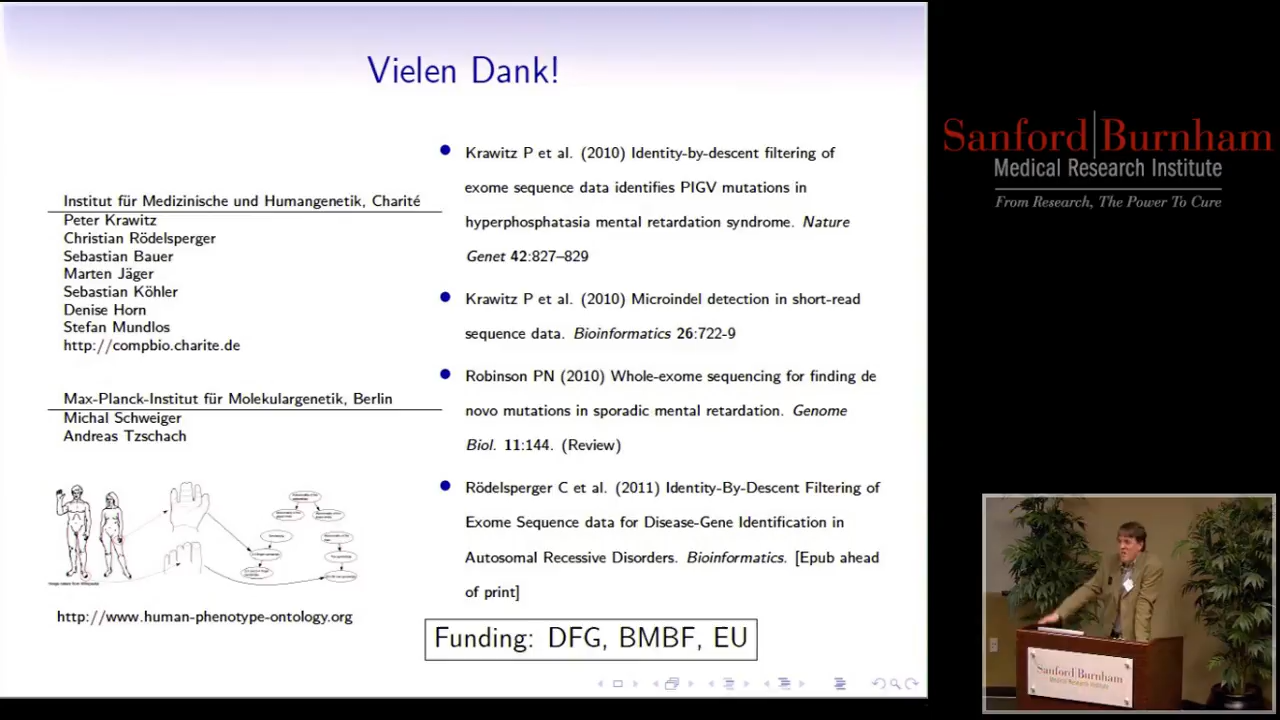 Vielen Dank!
Institut für Medizinische und Humangenetik, Charité
Peter Krawitz
Christian Rödelsperger
Sebastian Bauer
Marten Jäger
Sebastian Köhler
Denise Horn
Stefan Mundlos
http://compbio.charite.de
Max-Planck-Institut für Molekulargenetik, Berlin
Michal Schweiger
Andreas Tzschach
http://www.human-phenotype-ontology.org
Krawitz P et al. (2010) Identity-by-descent filtering of
exome sequence data identifies PIGV mutations in
hyperphosphatasia mental retardation syndrome. Nature
Genet 42:827–829
Krawitz P et al. (2010) Microindel detection in short-read
sequence data. Bioinformatics 26:722-9
Robinson PN (2010) Whole-exome sequencing for finding de
novo mutations in sporadic mental retardation. Genome
Biol. 11:144. (Review)
Rödelsperger C et al. (2011) Identity-By-Descent Filtering of
Exome Sequence data for Disease-Gene Identification in
Autosomal Recessive Disorders. Bioinformatics. [Epub ahead
of print]
Funding: DFG, BMBF, EU
Sanford Burnham
Medical Research Institute
From Research, The Power To Cure
Sanford Burnham
Medical Research Institute